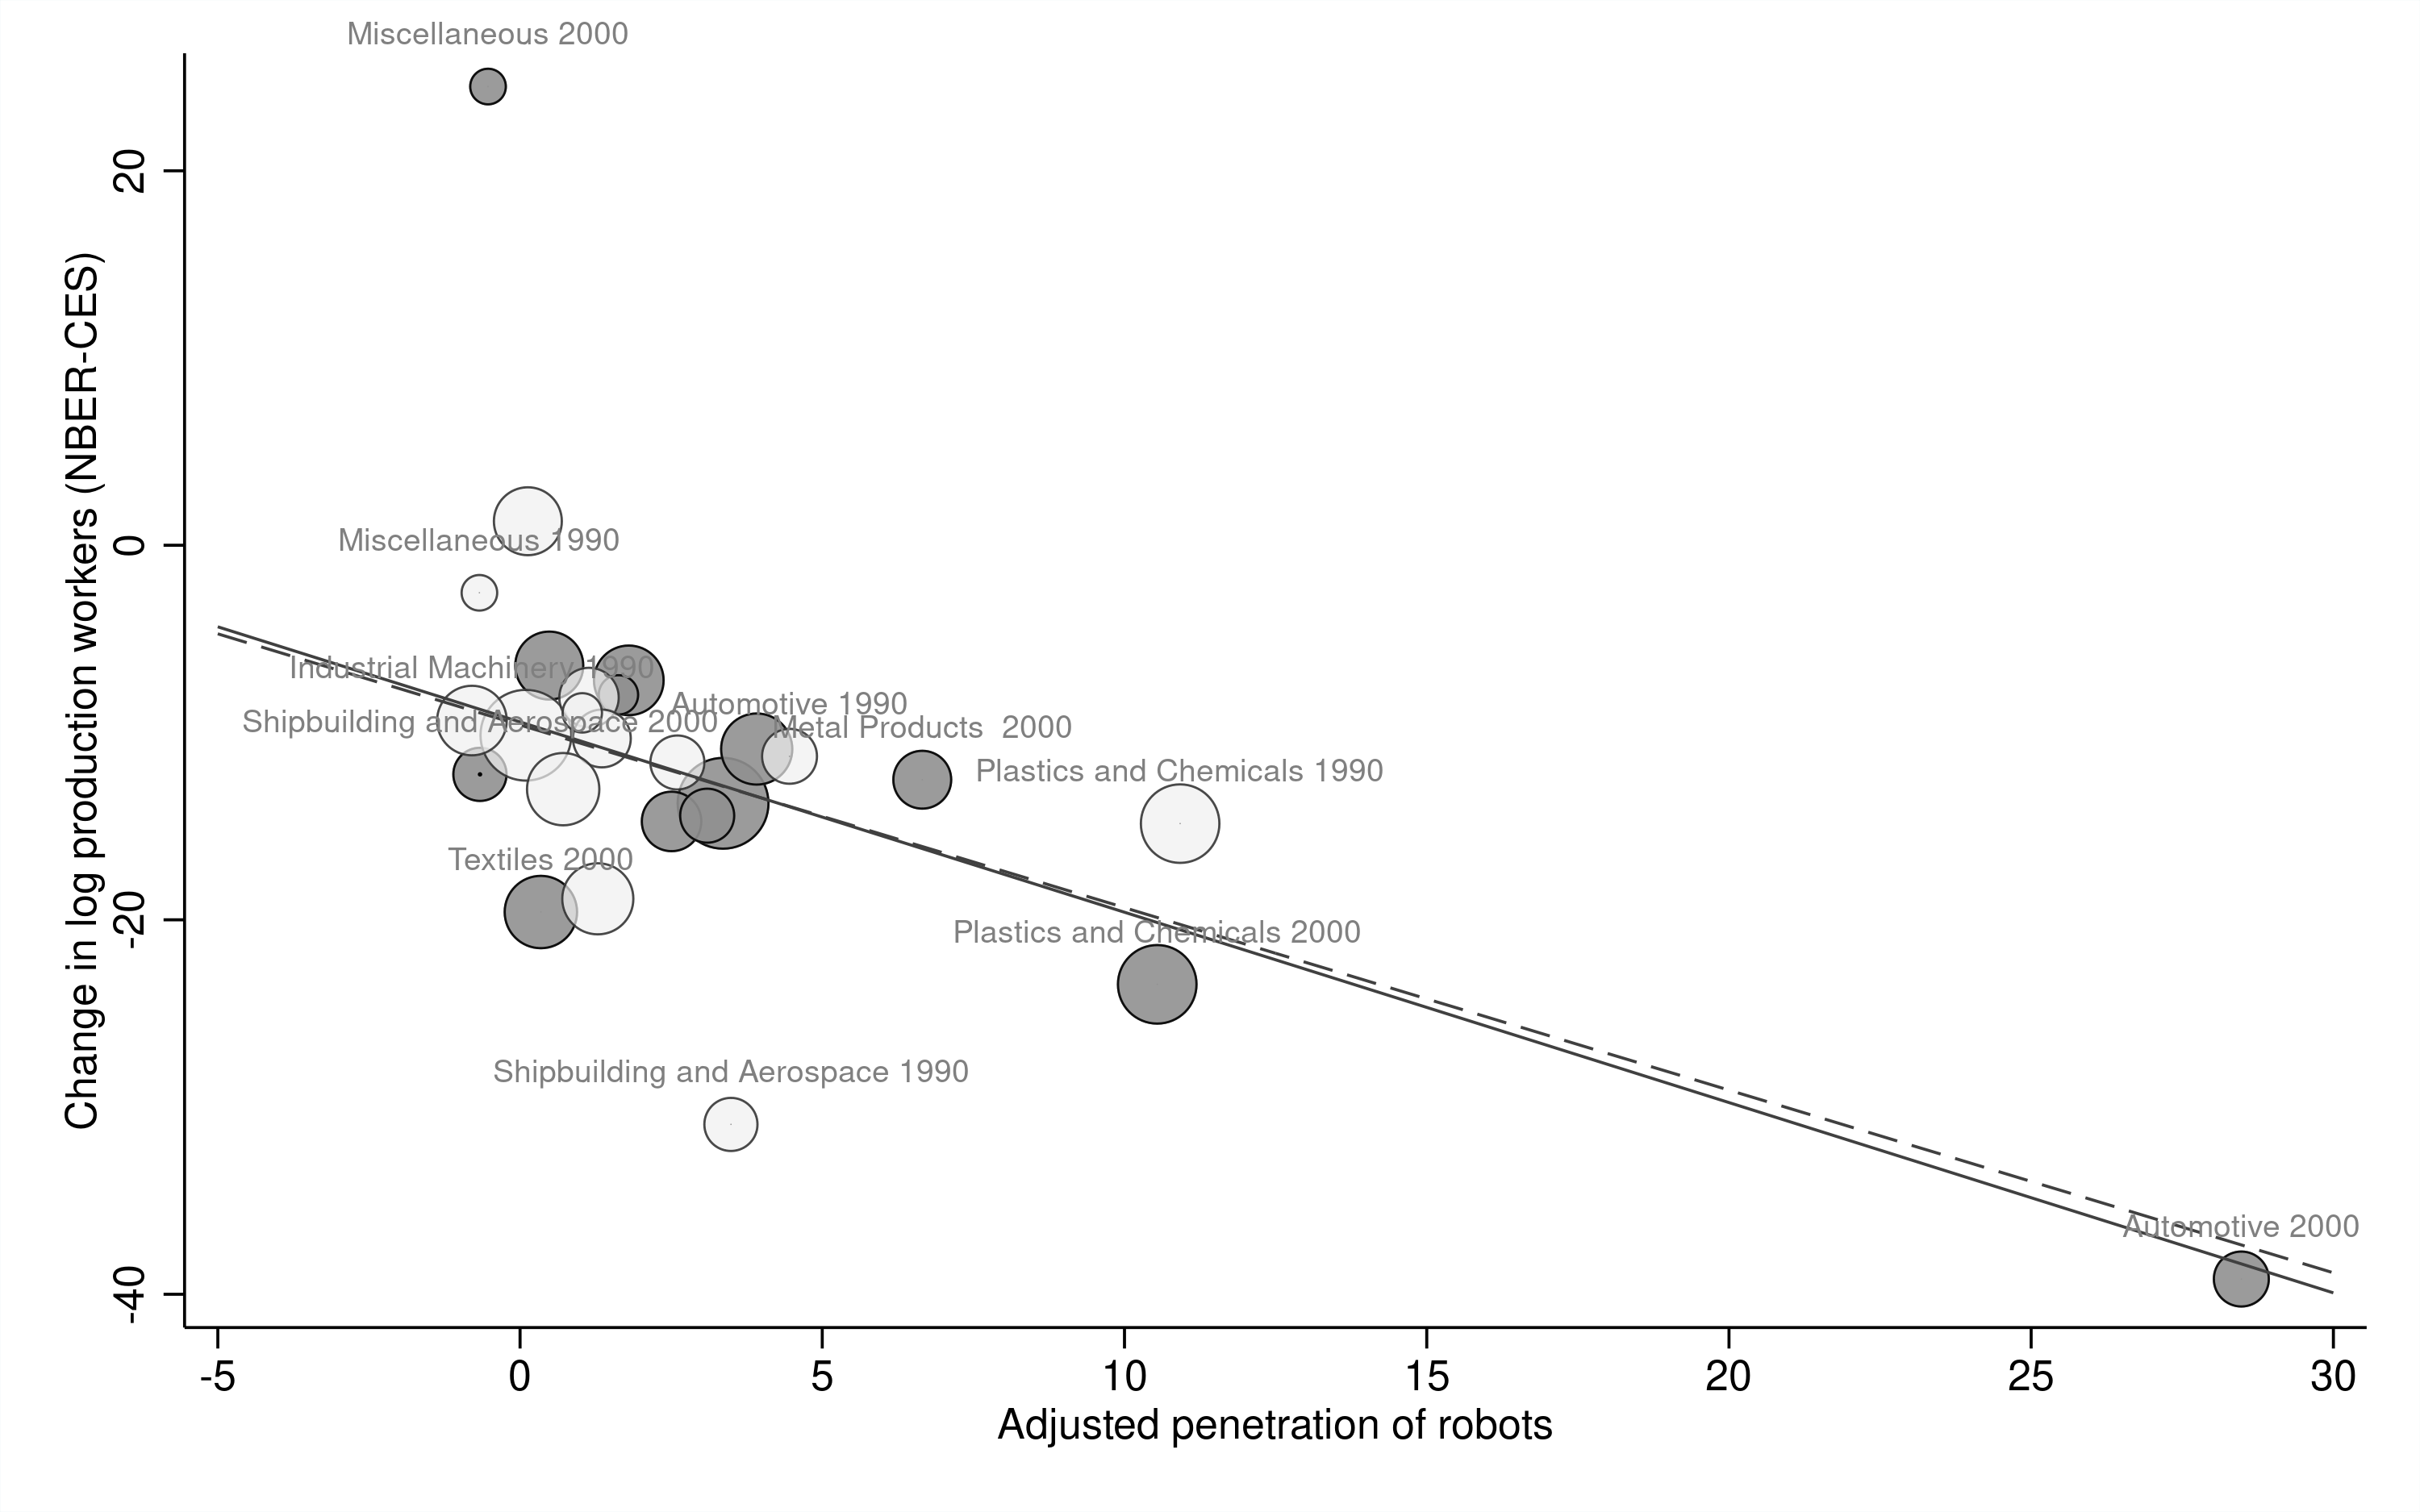 Miscellaneous 2000
20
Change in log production workers (NBER-CES)
0
Miscellaneous 1990
Industrial Machinery 1990
Automotive 1990
Shipbuilding and Aerospace 2000
Metal Products  2000
Plastics and Chemicals 1990
Textiles 2000
-20
Plastics and Chemicals 2000
Shipbuilding and Aerospace 1990
Automotive 2000
-40
-5 0 5 10 15 20 25 30
Adjusted penetration of robots